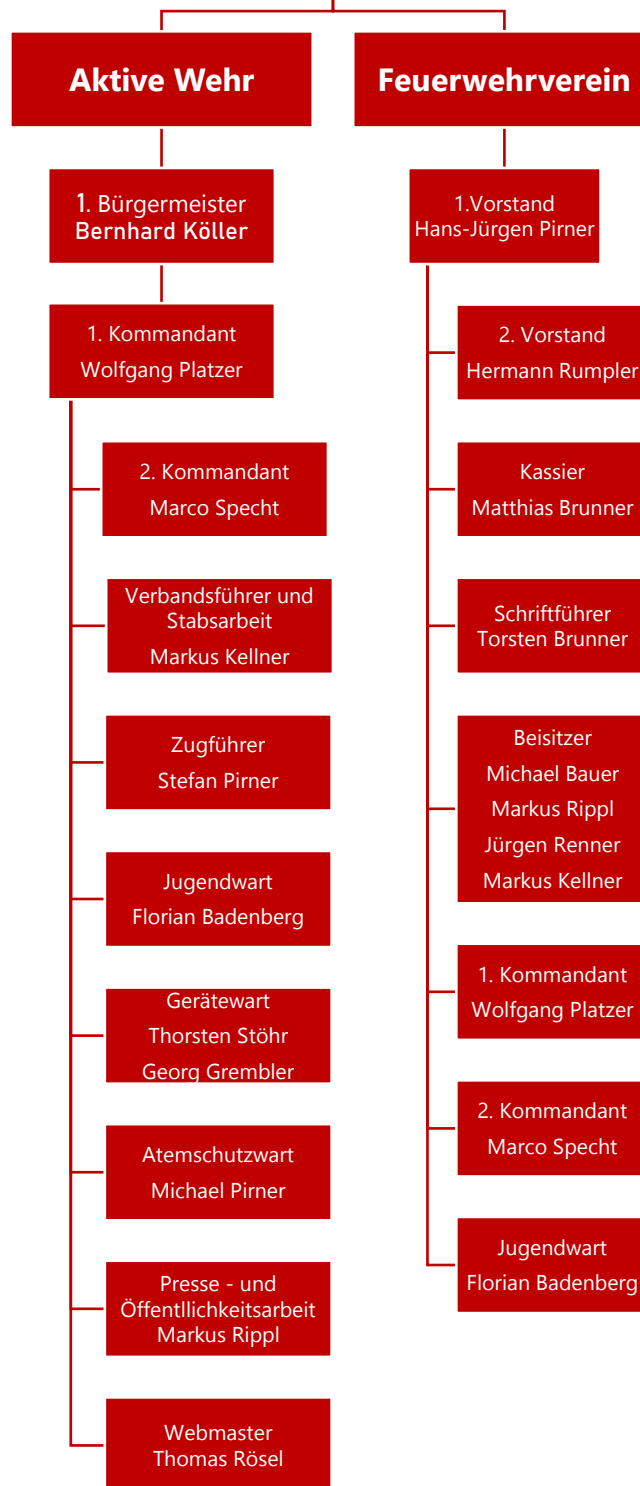 Aktive Wehr
1. Bürgermeister
Bernhard Köller
1. Kommandant
Wolfgang Platzer
2. Kommandant
Marco Specht
Verbandsführer und
Stabsarbeit
Markus Kellner
Zugführer
Stefan Pirner
Jugendwart
Florian Badenberg
Gerätewart
Thorsten Stöhr
Georg Grembler
Atemschutzwart
Michael Pirner
Presse - und
Öffentllichkeitsarbeit
Markus Rippl
Webmaster
Thomas Rösel
Feuerwehrverein
1.Vorstand
Hans-Jürgen Pirner
2. Vorstand
Hermann Rumpler
Kassier
Matthias Brunner
Schriftführer
Torsten Brunner
Beisitzer
Michael Bauer
Markus Rippl
Jürgen Renner
Markus Kellner
1. Kommandant
Wolfgang Platzer
2. Kommandant
Marco Specht
Jugendwart
Florian Badenberg